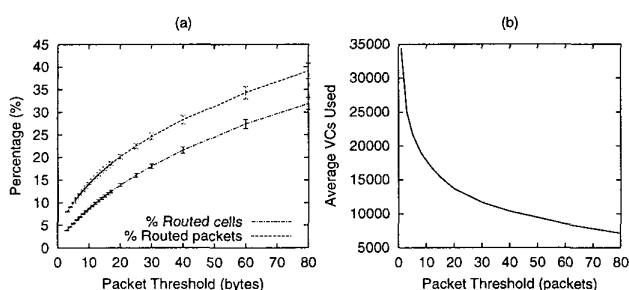 (a)
Percentage (%)
45
40
35
30
25
20
15
10
5
0
% Routed cells
% Routed packets
0 10 20 30 40 50 60 70 80
Packet Threshold (bytes)
(b)
Average VCs Used
35000
30000
25000
20000
15000
10000
5000
0 10 20 30 40 50 60 70 80
Packet Threshold (packets)